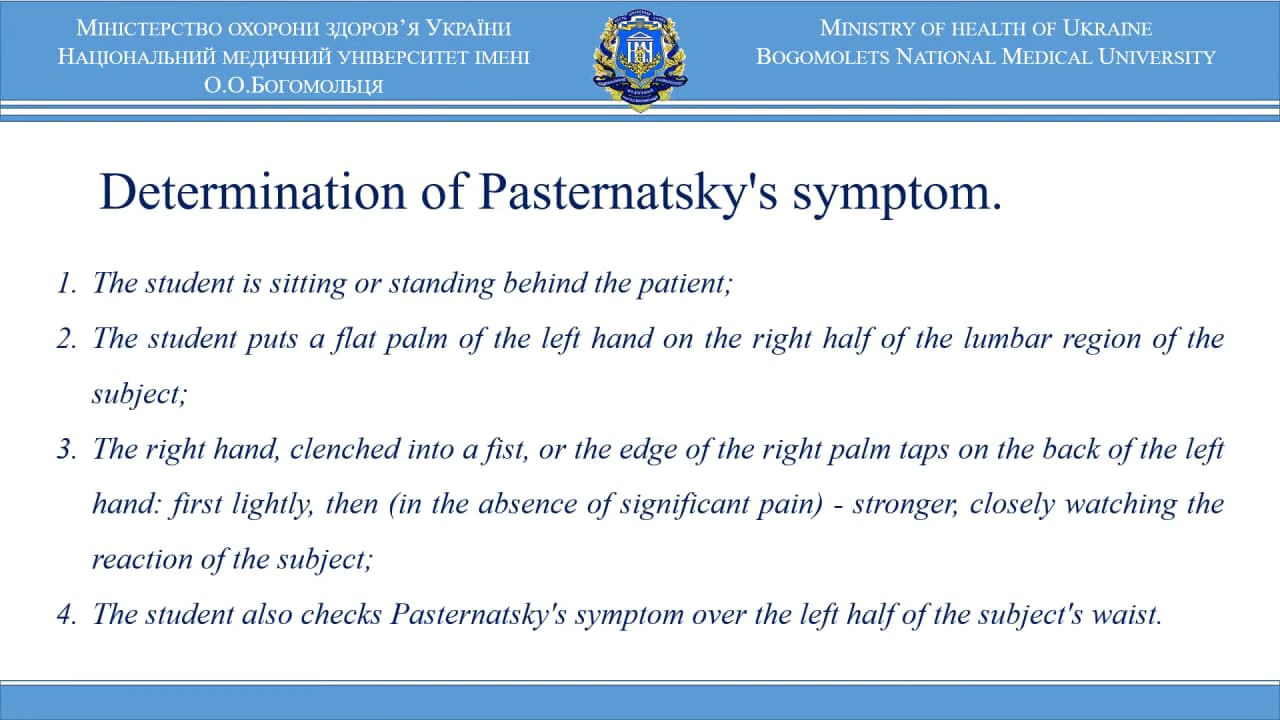 Міністерство охорони здоров’я України
Національний медичний університет імені
О.О.Богомольця
Ministry of health of Ukraine
Bogomolets National Medical University
Determination of Pasternatsky's symptom.
1. The student is sitting or standing behind the patient;
2. The student puts a flat palm of the left hand on the right half of the lumbar region of the
subject;
3. The right hand, clenched into a fist, or the edge of the right palm taps on the back of the left
hand: first lightly, then (in the absence of significant pain) - stronger, closely watching the
reaction of the subject;
4. The student also checks Pasternatsky's symptom over the left half of the subject's waist.